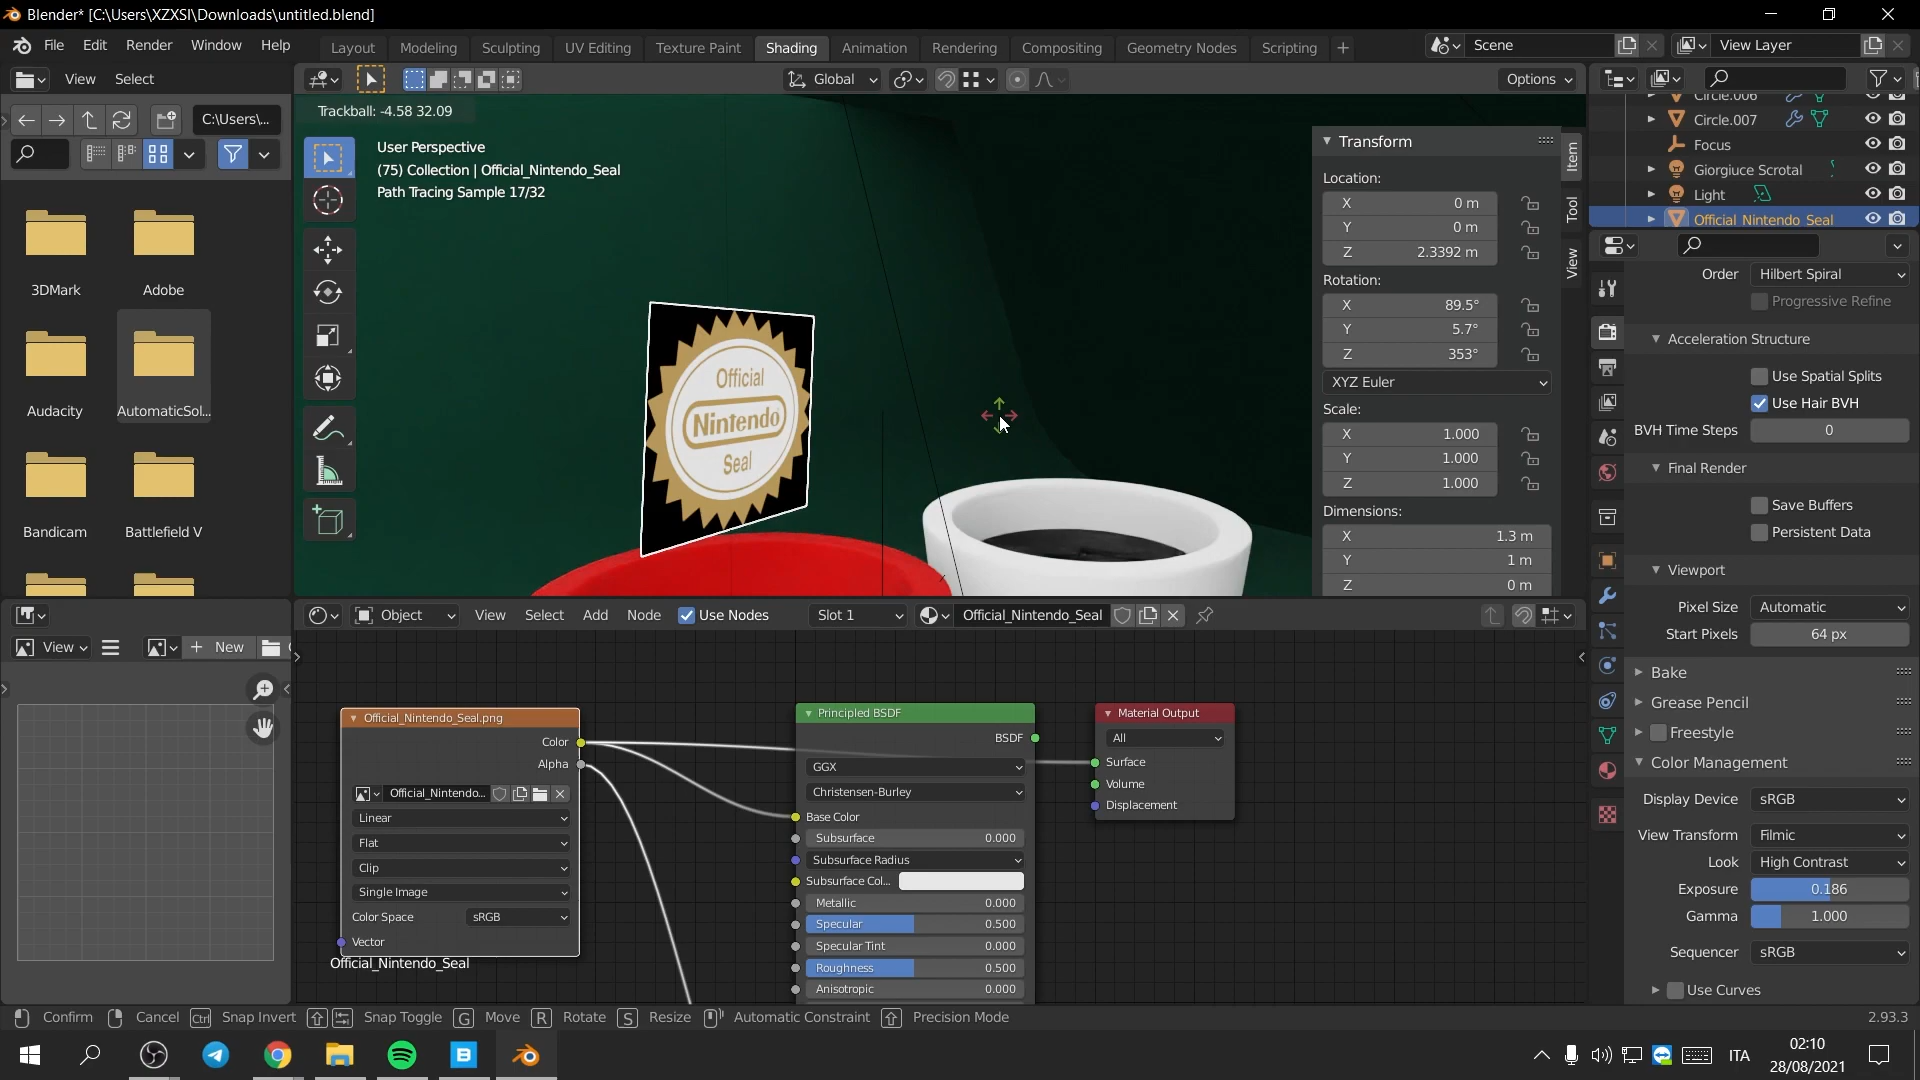 Blender* [C:\Users\XZXSI\Downloads\untitled.blend]
File Edit Render Window Help Layout Modeling Sculpting UV Editing Texture Paint Shading Animation Rendering Compositing Geometry Nodes Scripting + Scene View Layer
View Select Global Options
C:\Users\...
Trackball: -4.58 32.09
User Perspective
(75) Collection | Official_Nintendo_Seal
Path Tracing Sample 17/32
Official
Nintendo
Seal
3DMark Adobe
Audacity AutomaticSol...
Bandicam Battlefield V
Transform
Location:
X 0 m
Y 0 m
Z 2.3392 m
Rotation:
X 89.5°
Y 5.7°
Z 353°
XYZ Euler
Scale:
X 1.000
Y 1.000
Z 1.000
Dimensions:
X 1.3 m
Y 1 m
Z 0 m
Item
Tool
View
Circle.006
Circle.007
Focus
Giorgiuce Scrotal
Light
Official Nintendo Seal
Order Hilbert Spiral
Progressive Refine
Acceleration Structure
Use Spatial Splits
Use Hair BVH
BVH Time Steps 0
Final Render
Save Buffers
Persistent Data
Viewport
Pixel Size Automatic
Start Pixels 64 px
Bake
Grease Pencil
Freestyle
Color Management
Display Device sRGB
View Transform Filmic
Look High Contrast
Exposure 0.186
Gamma 1.000
Sequencer sRGB
Use Curves
View + New
Object View Select Add Node Use Nodes Slot 1 Official_Nintendo_Seal
Official_Nintendo_Seal.png
Color
Alpha
Official_Nintendo...
Linear
Flat
Clip
Single Image
Color Space sRGB
Vector
Official_Nintendo_Seal
Principled BSDF
BSDF
GGX
Christensen-Burley
Base Color
Subsurface 0.000
Subsurface Radius
Subsurface Col...
Metallic 0.000
Specular 0.500
Specular Tint 0.000
Roughness 0.500
Anisotropic 0.000
Material Output
All
Surface
Volume
Displacement
Confirm Cancel Ctrl Snap Invert Snap Toggle G Move R Rotate S Resize Automatic Constraint Precision Mode 2.93.3
ITA
02:10
28/08/2021